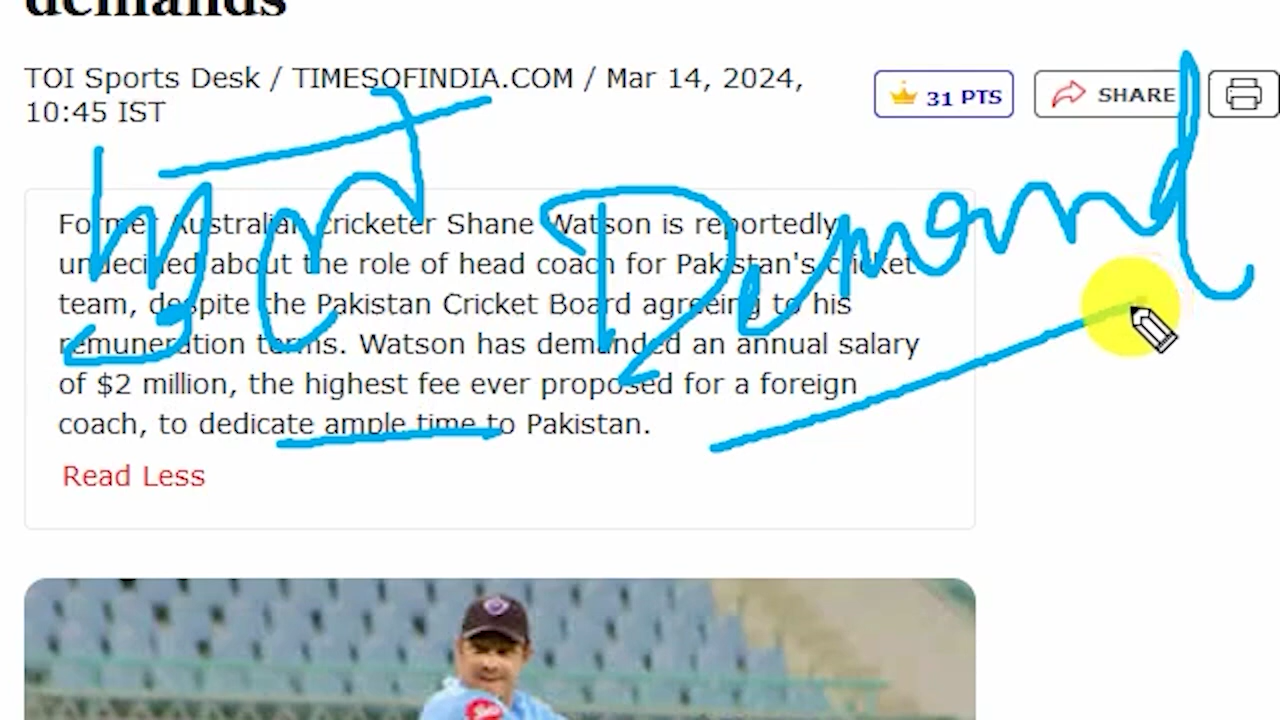 demands
TOI Sports Desk / TIMESOFINDIA.COM / Mar 14, 2024,
10:45 IST
31 PTS
SHARE
Former Australian cricketer Shane Watson is reportedly
undecided about the role of head coach for Pakistan's cricket
team, despite the Pakistan Cricket Board agreeing to his
remuneration terms. Watson has demanded an annual salary
of $2 million, the highest fee ever proposed for a foreign
coach, to dedicate ample time to Pakistan.
Read Less
Demand